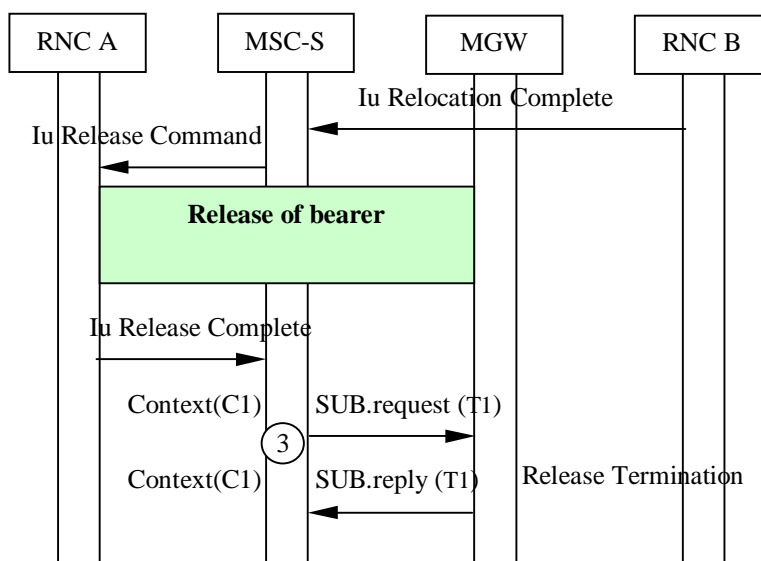 RNC A MSC-S MGW RNC B
Iu Relocation Complete
Iu Release Command
Release of bearer
Iu Release Complete
Context(C1) SUB.request (T1)
3
Context(C1) SUB.reply (T1) Release Termination